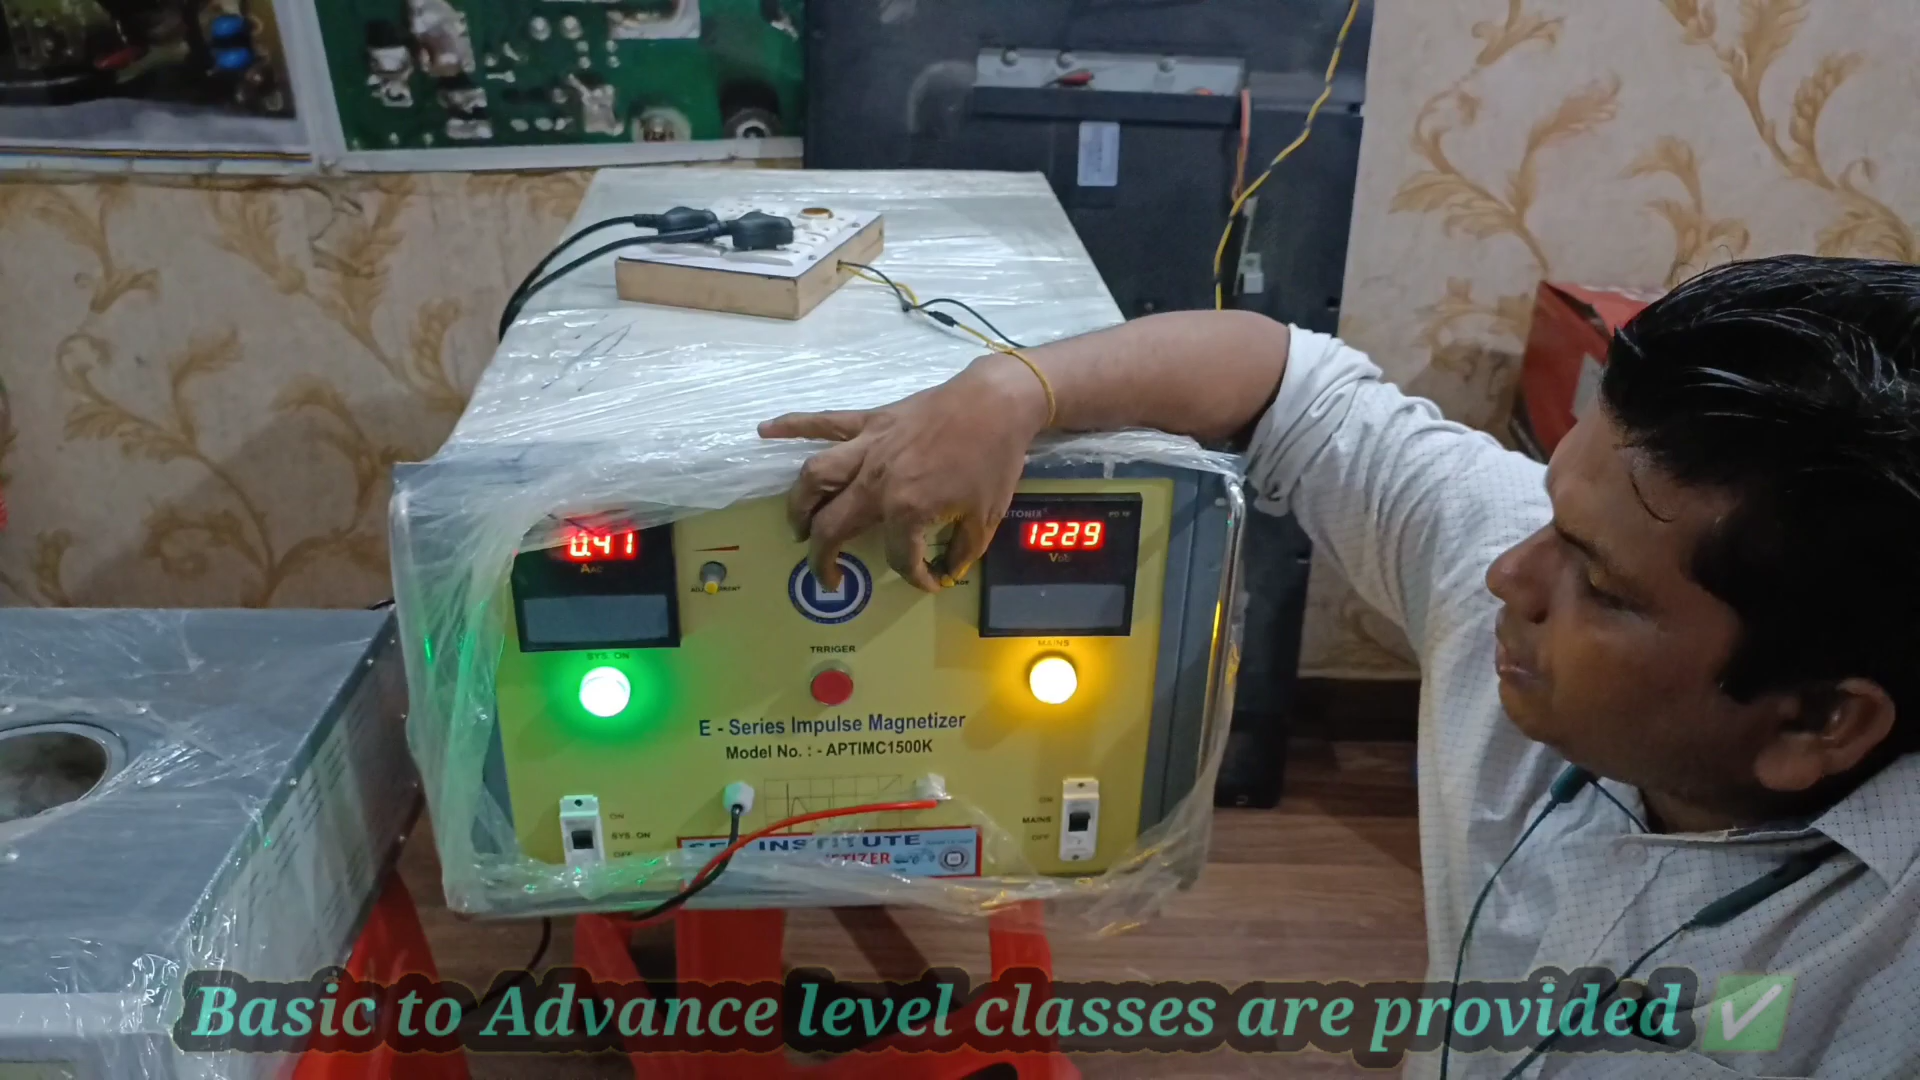 0.41
AAC
1229
VDC
SYS. ON
TRRIGER
MAINS
E - Series Impulse Magnetizer
Model No. : - APTIMC1500K
ON
SYS. ON
OFF
ON
MAINS
OFF
INSTITUTE
Basic to Advance level classes are provided ✅